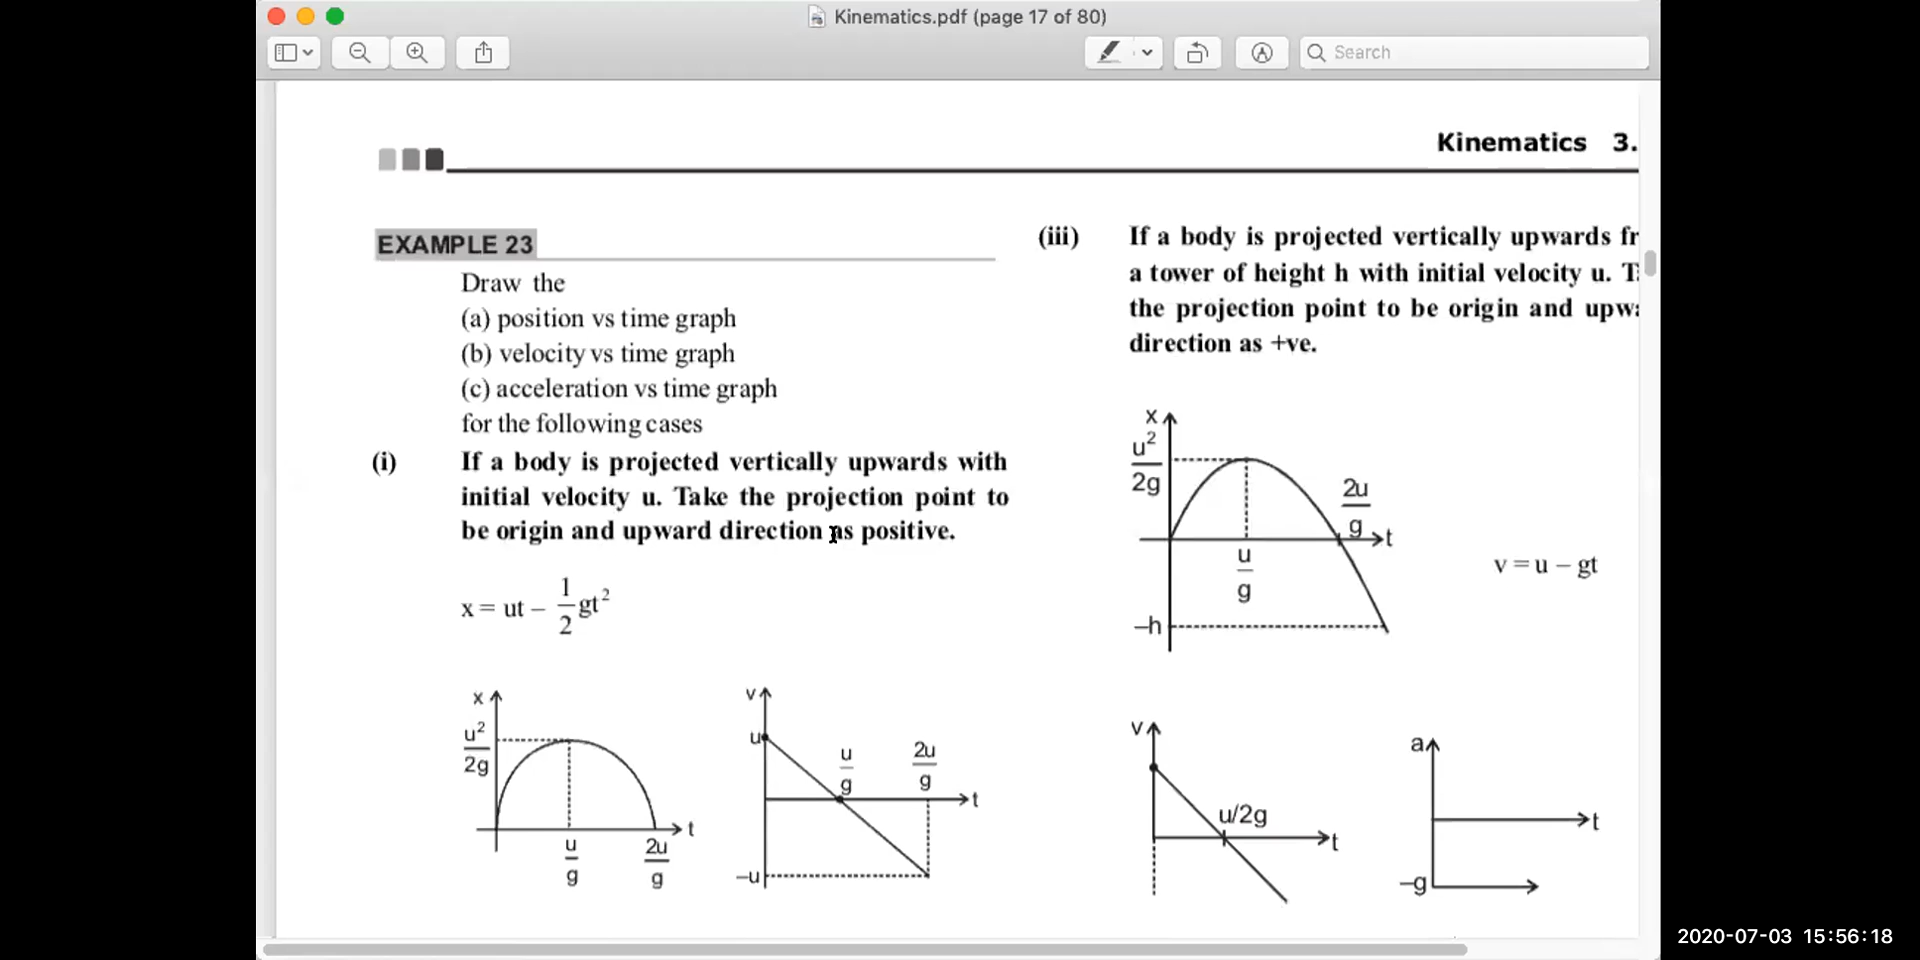 Kinematics.pdf (page 17 of 80)
Search
Kinematics 3.
EXAMPLE 23
Draw the
(a) position vs time graph
(b) velocity vs time graph
(c) acceleration vs time graph
for the following cases
(i) If a body is projected vertically upwards with
initial velocity u. Take the projection point to
be origin and upward direction as positive.
x = ut – 1/2 gt²
x
u²/2g
t
u/g
2u/g
v
u
u/g
2u/g
t
–u
(iii) If a body is projected vertically upwards fr
a tower of height h with initial velocity u. T
the projection point to be origin and upw
direction as +ve.
x
u²/2g
2u/g
t
u/g
–h
v = u – gt
v
u/2g
t
a
t
–g
2020-07-03 15:56:18